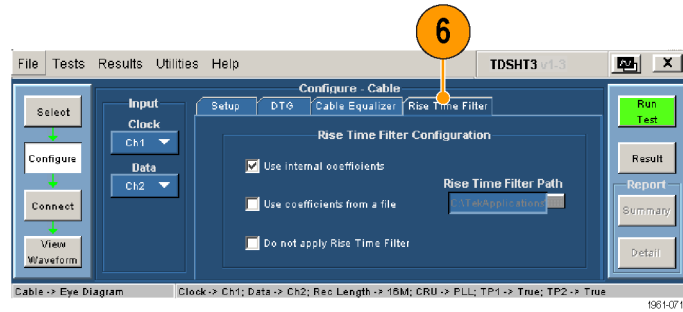 6
File Tests Results Utilities Help TDSHT3 v1.3
Configure - Cable
Select
Configure
Connect
View
Waveform
Input
Clock
Ch1
Data
Ch2
Setup DTG Cable Equalizer Rise Time Filter
Rise Time Filter Configuration
Use internal coefficients
Use coefficients from a file
Do not apply Rise Time Filter
Rise Time Filter Path
C:\TekApplications
X
Run
Test
Result
Report
Summary
Detail
Cable -> Eye Diagram Clock-> Ch1; Data -> Ch2; Rec Length -> 16M; CRU -> PLL; TP1 -> True; TP2 -> True
1961-071